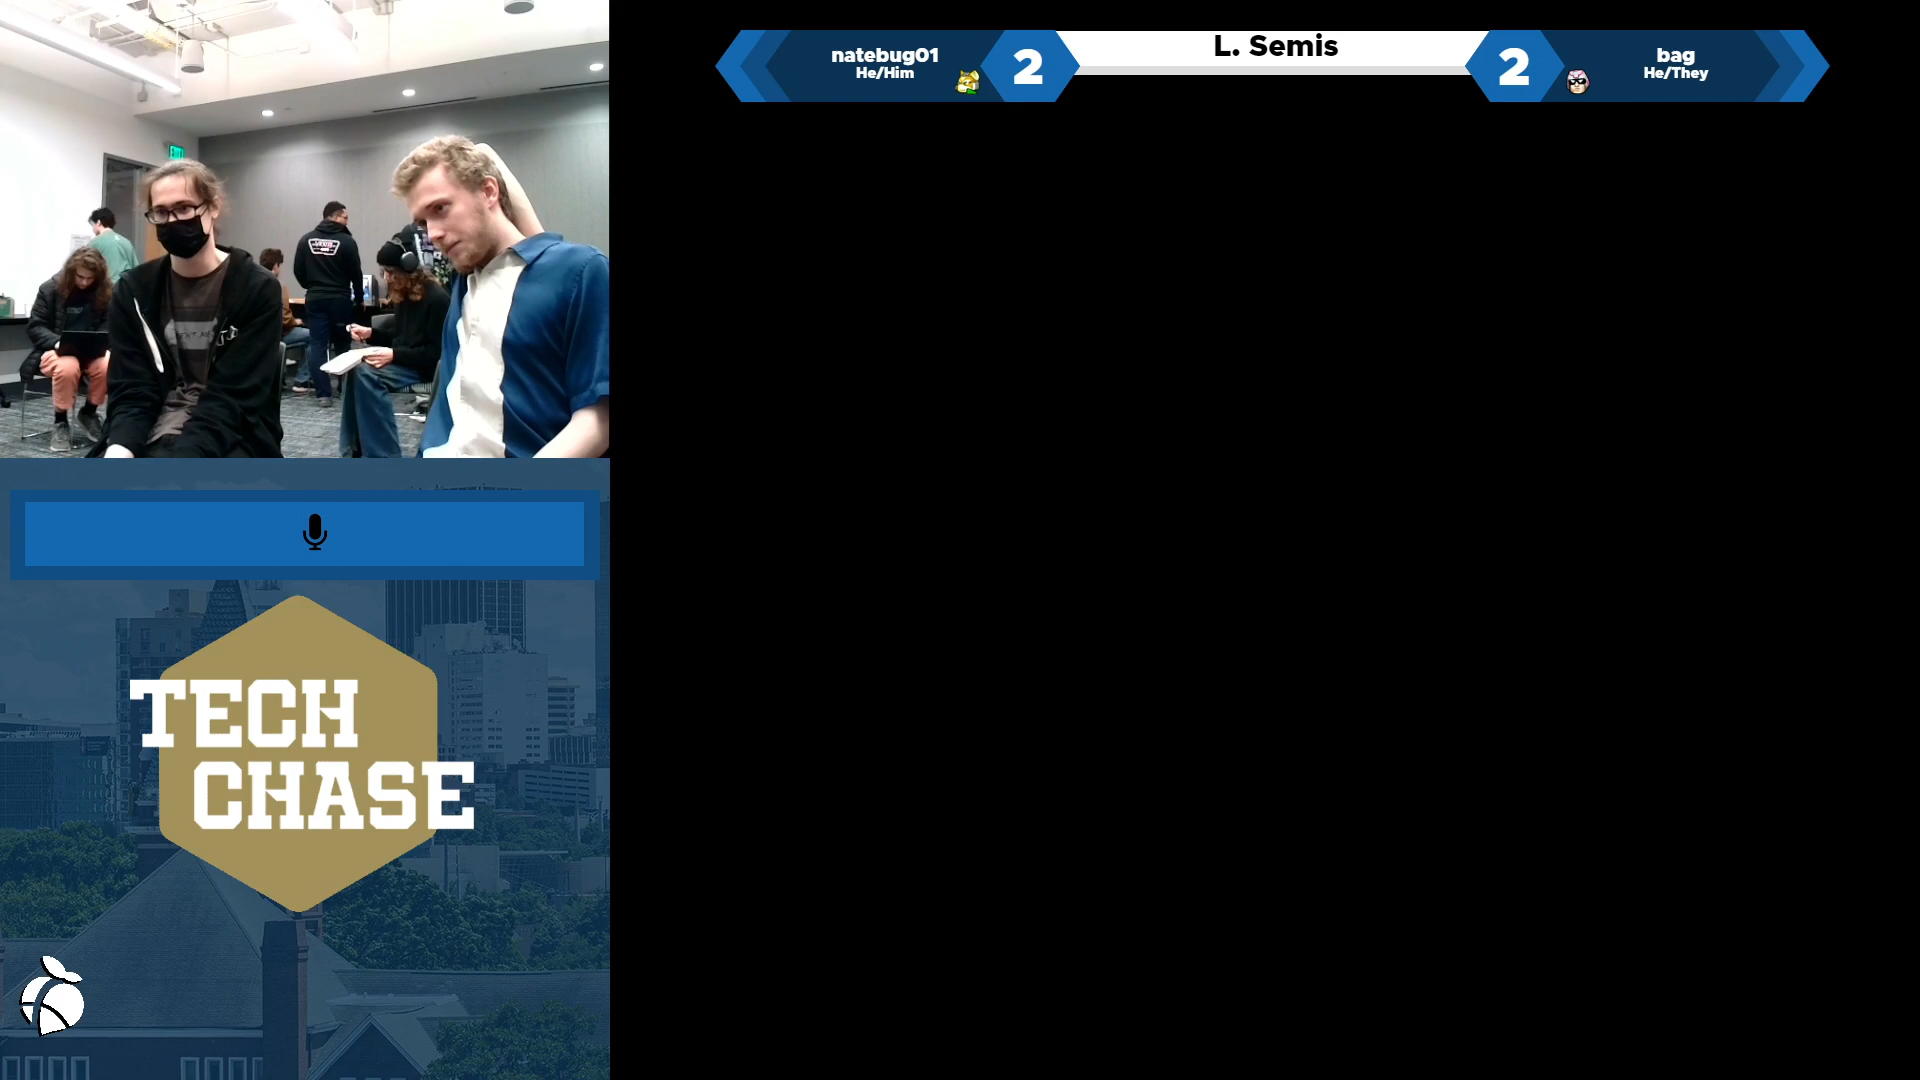 natebug01
He/Him
2
L. Semis
2
bag
He/They
TECH
CHASE